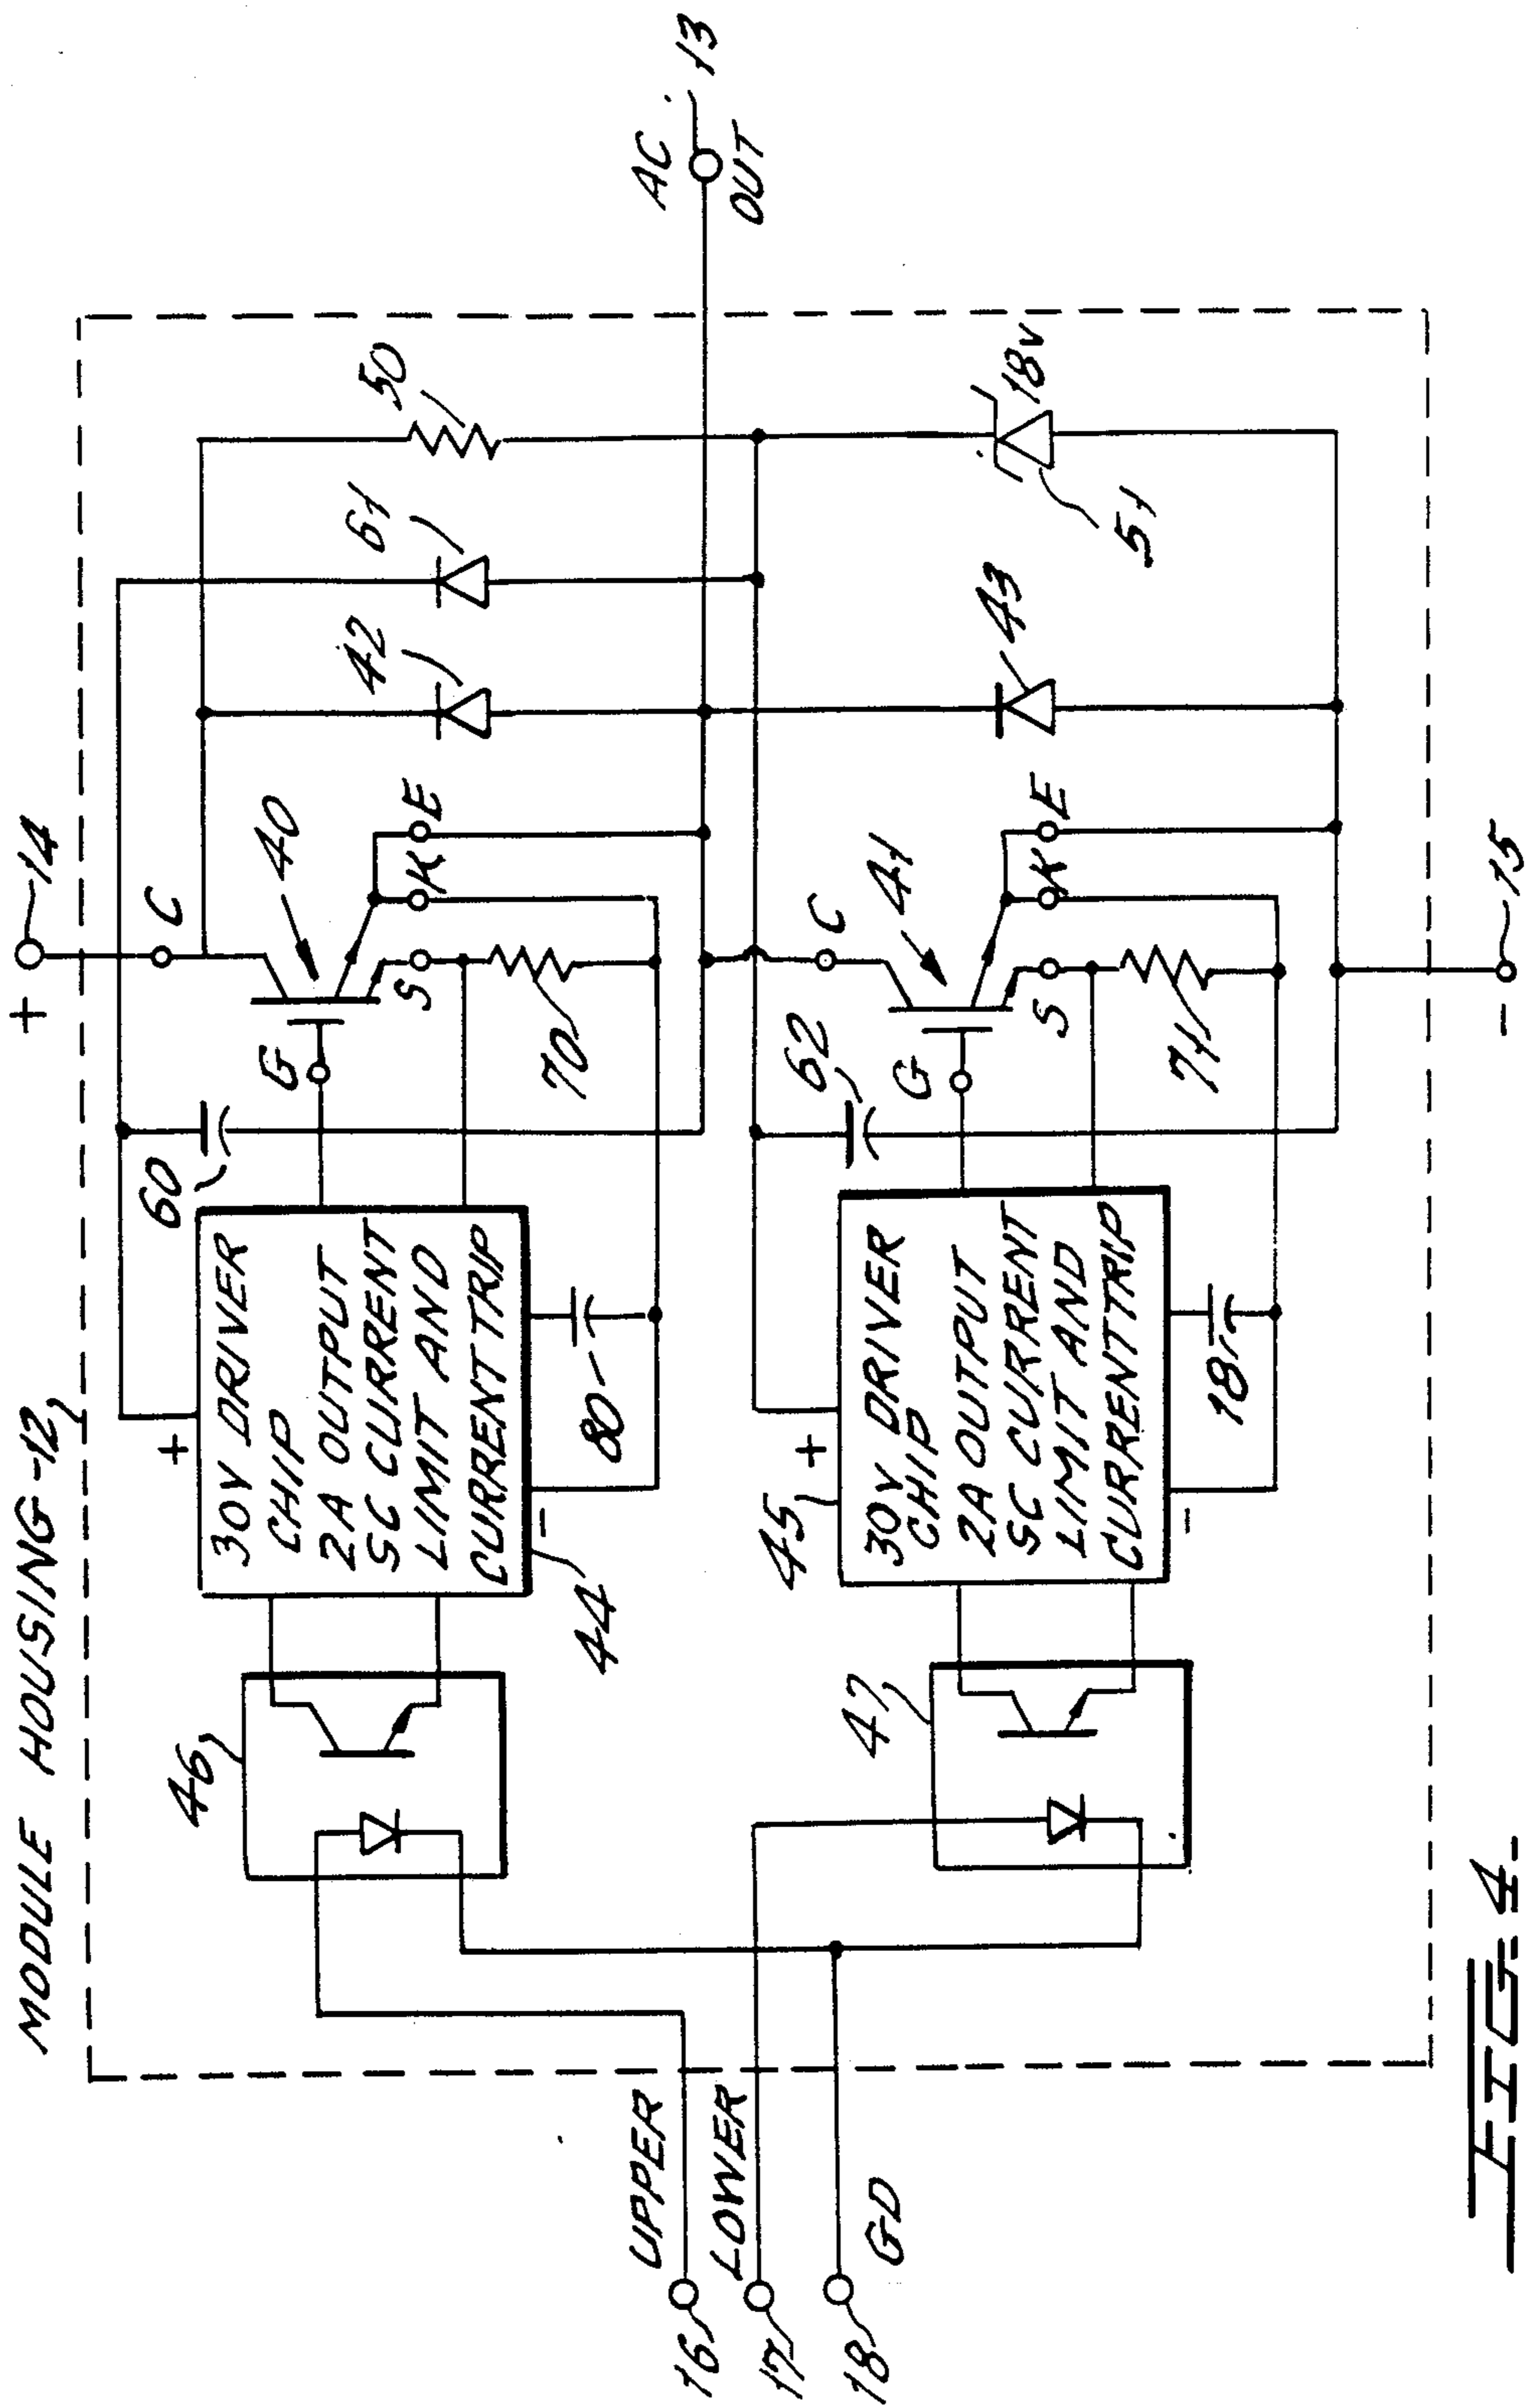 MODULE HOUSING-12
+
14
C
40
42
61
50
60
G
S
K
E
70
+
30V DRIVER
CHIP
2A OUTPUT
SC CURRENT
LIMIT AND
CURRENT TRIP
-
44
80
46
AC
OUT
13
UPPER
16
LOWER
17
GD
18
62
C
41
43
18V
51
G
S
K
E
71
45
+
30V DRIVER
CHIP
2A OUTPUT
SC CURRENT
LIMIT AND
CURRENT TRIP
-
18
47
-
15
FIG. 4.